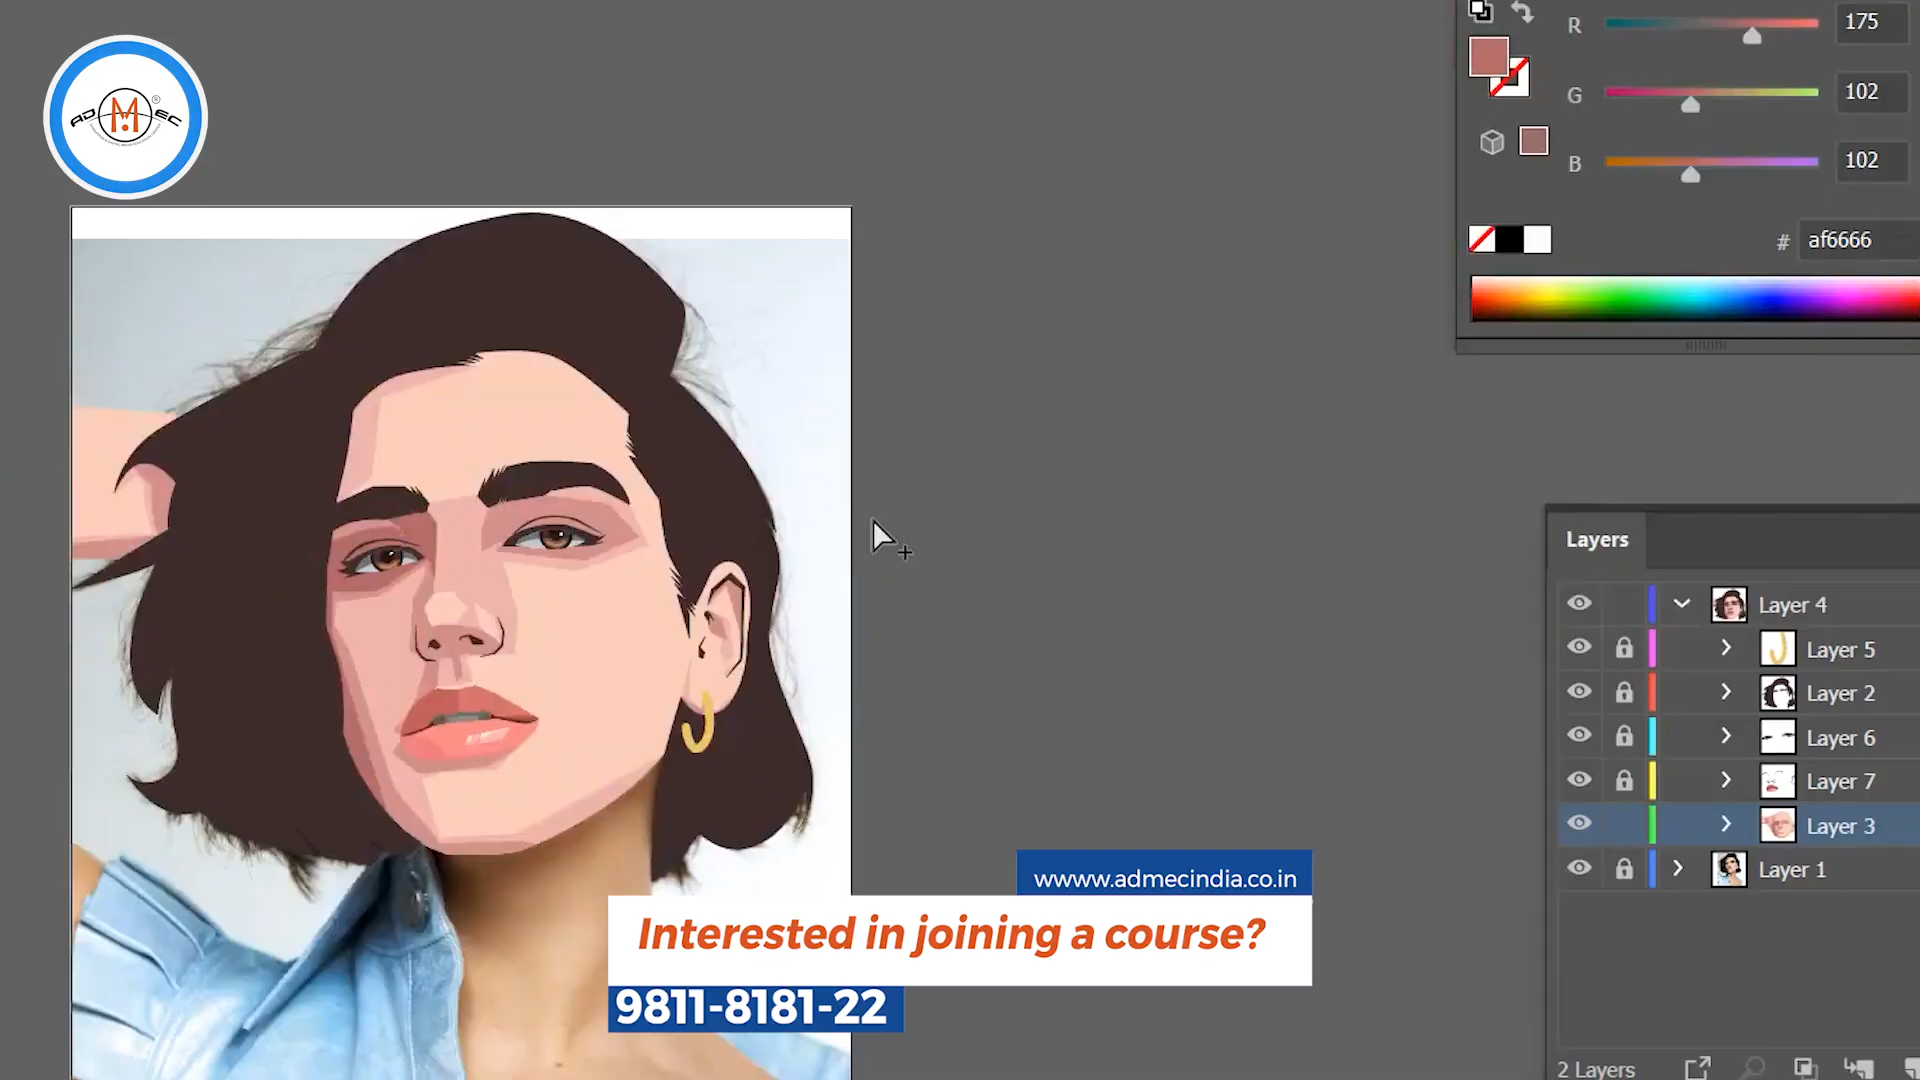 ADMEC
®
R 175
G 102
B 102
# af6666
Layers
Layer 4
Layer 5
Layer 2
Layer 6
Layer 7
Layer 3
Layer 1
2 Layers
wwww.admecindia.co.in
Interested in joining a course?
9811-8181-22